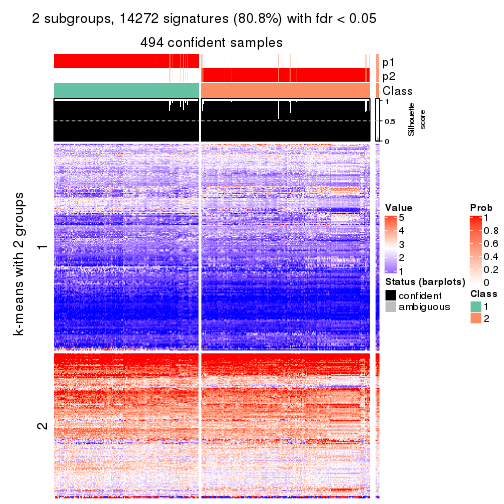 2 subgroups, 14272 signatures (80.8%) with fdr < 0.05
494 confident samples
p1
p2
Class
1
0.5
0
Silhouette
score
k-means with 2 groups
1
2
Value
5
4
3
2
1
Status (barplots)
confident
ambiguous
Prob
1
0.8
0.6
0.4
0.2
0
Class
1
2